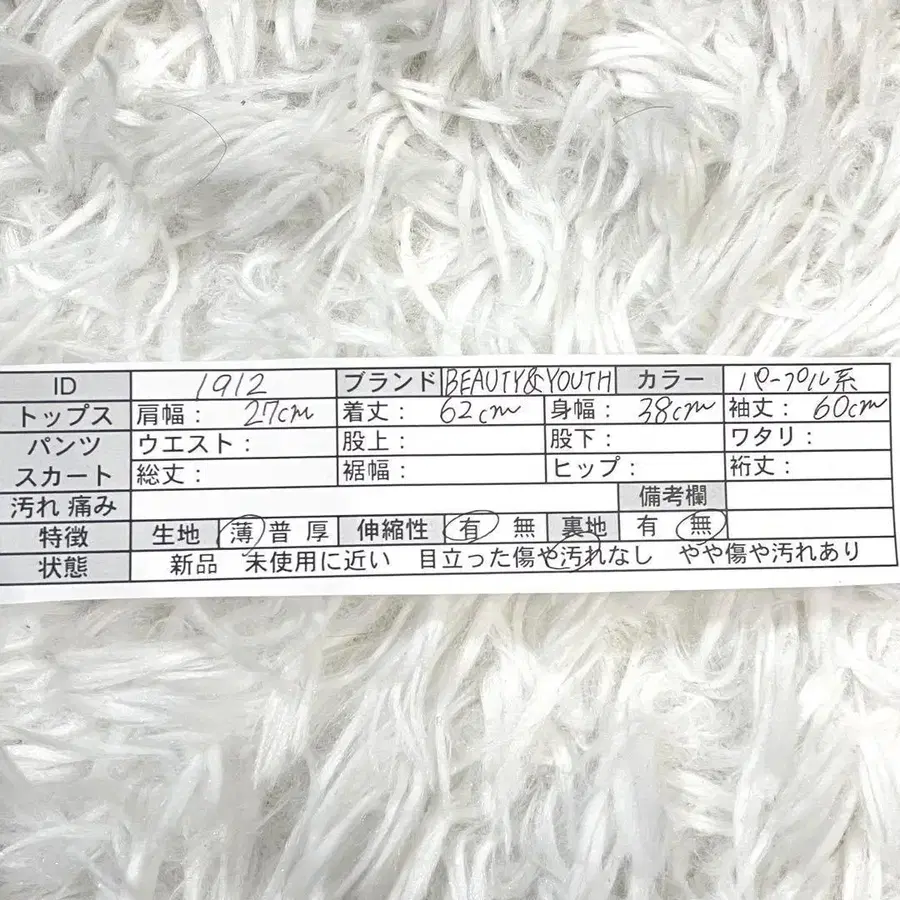 ID 1912 ブランド BEAUTY&YOUTH カラー パープル系
トップス 肩幅： 27cm 着丈： 62cm 身幅： 38cm 袖丈： 60cm
パンツ ウエスト： 股上： 股下： ワタリ：
スカート 総丈： 裾幅： ヒップ： 裄丈：
汚れ 痛み 備考欄
特徴 生地 薄 普 厚 伸縮性 有 無 裏地 有 無
状態 新品 未使用に近い 目立った傷や汚れなし やや傷や汚れあり